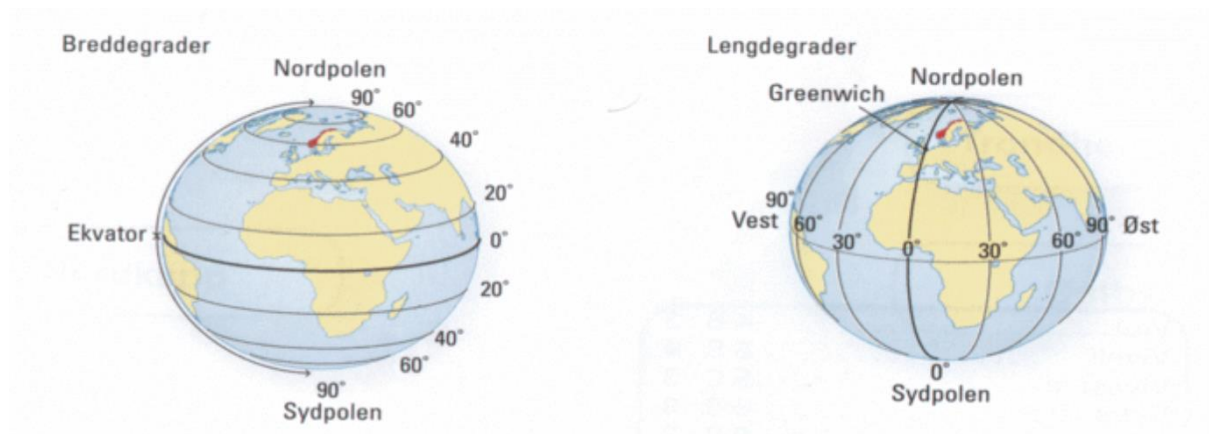 Breddegrader
Nordpolen
90°
60°
40°
20°
Ekvator
0°
20°
40°
60°
90°
Sydpolen
Lengdegrader
Nordpolen
Greenwich
90°
Vest 60° 30° 0° 30° 60° 90° Øst
0°
Sydpolen